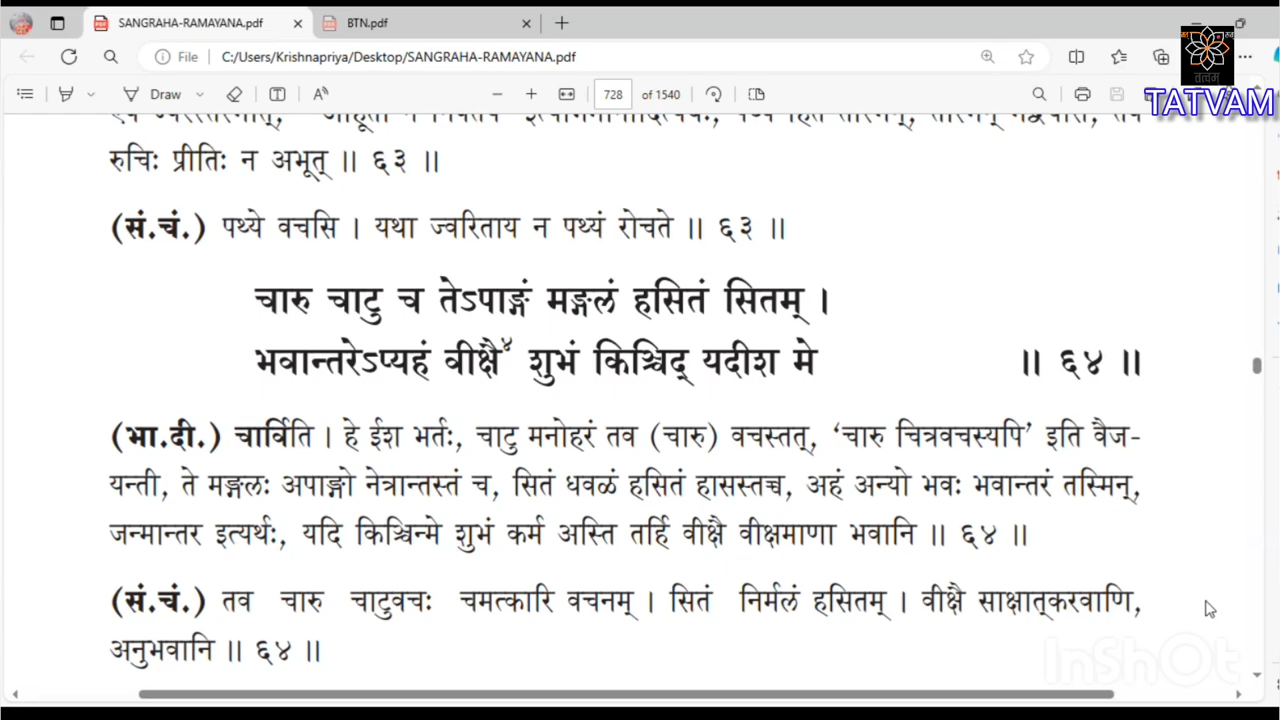 SANGRAHA-RAMAYANA.pdf
BTN.pdf
File C:/Users/Krishnapriya/Desktop/SANGRAHA-RAMAYANA.pdf
तत्वम
Draw 728 of 1540
TATVAM
रुचिः प्रीतिः न अभूत् ॥ ६३ ॥
(सं.चं.) पथ्ये वचसि । यथा ज्वरिताय न पथ्यं रोचते ॥ ६३ ॥
चारु चाटु च तेऽपाङ्गं मङ्गलं हसितं सितम् ।
भवान्तरेऽप्यहं वीक्षै४ शुभं किञ्चिद् यदीश मे ॥ ६४ ॥
(भा.दी.) चार्विति । हे ईश भर्तः, चाटु मनोहरं तव (चारु) वचस्तत्, ‘चारु चित्रवचस्यपि’ इति वैज-
यन्ती, ते मङ्गलः अपाङ्गो नेत्रान्तस्तं च, सितं धवळं हसितं हासस्तच्च, अहं अन्यो भवः भवान्तरं तस्मिन्,
जन्मान्तर इत्यर्थः, यदि किञ्चिन्मे शुभं कर्म अस्ति तर्हि वीक्षै वीक्षमाणा भवानि ॥ ६४ ॥
(सं.चं.) तव चारु चाटुवचः चमत्कारि वचनम् । सितं निर्मलं हसितम् । वीक्षै साक्षात्करवाणि,
अनुभवानि ॥ ६४ ॥
InShOt